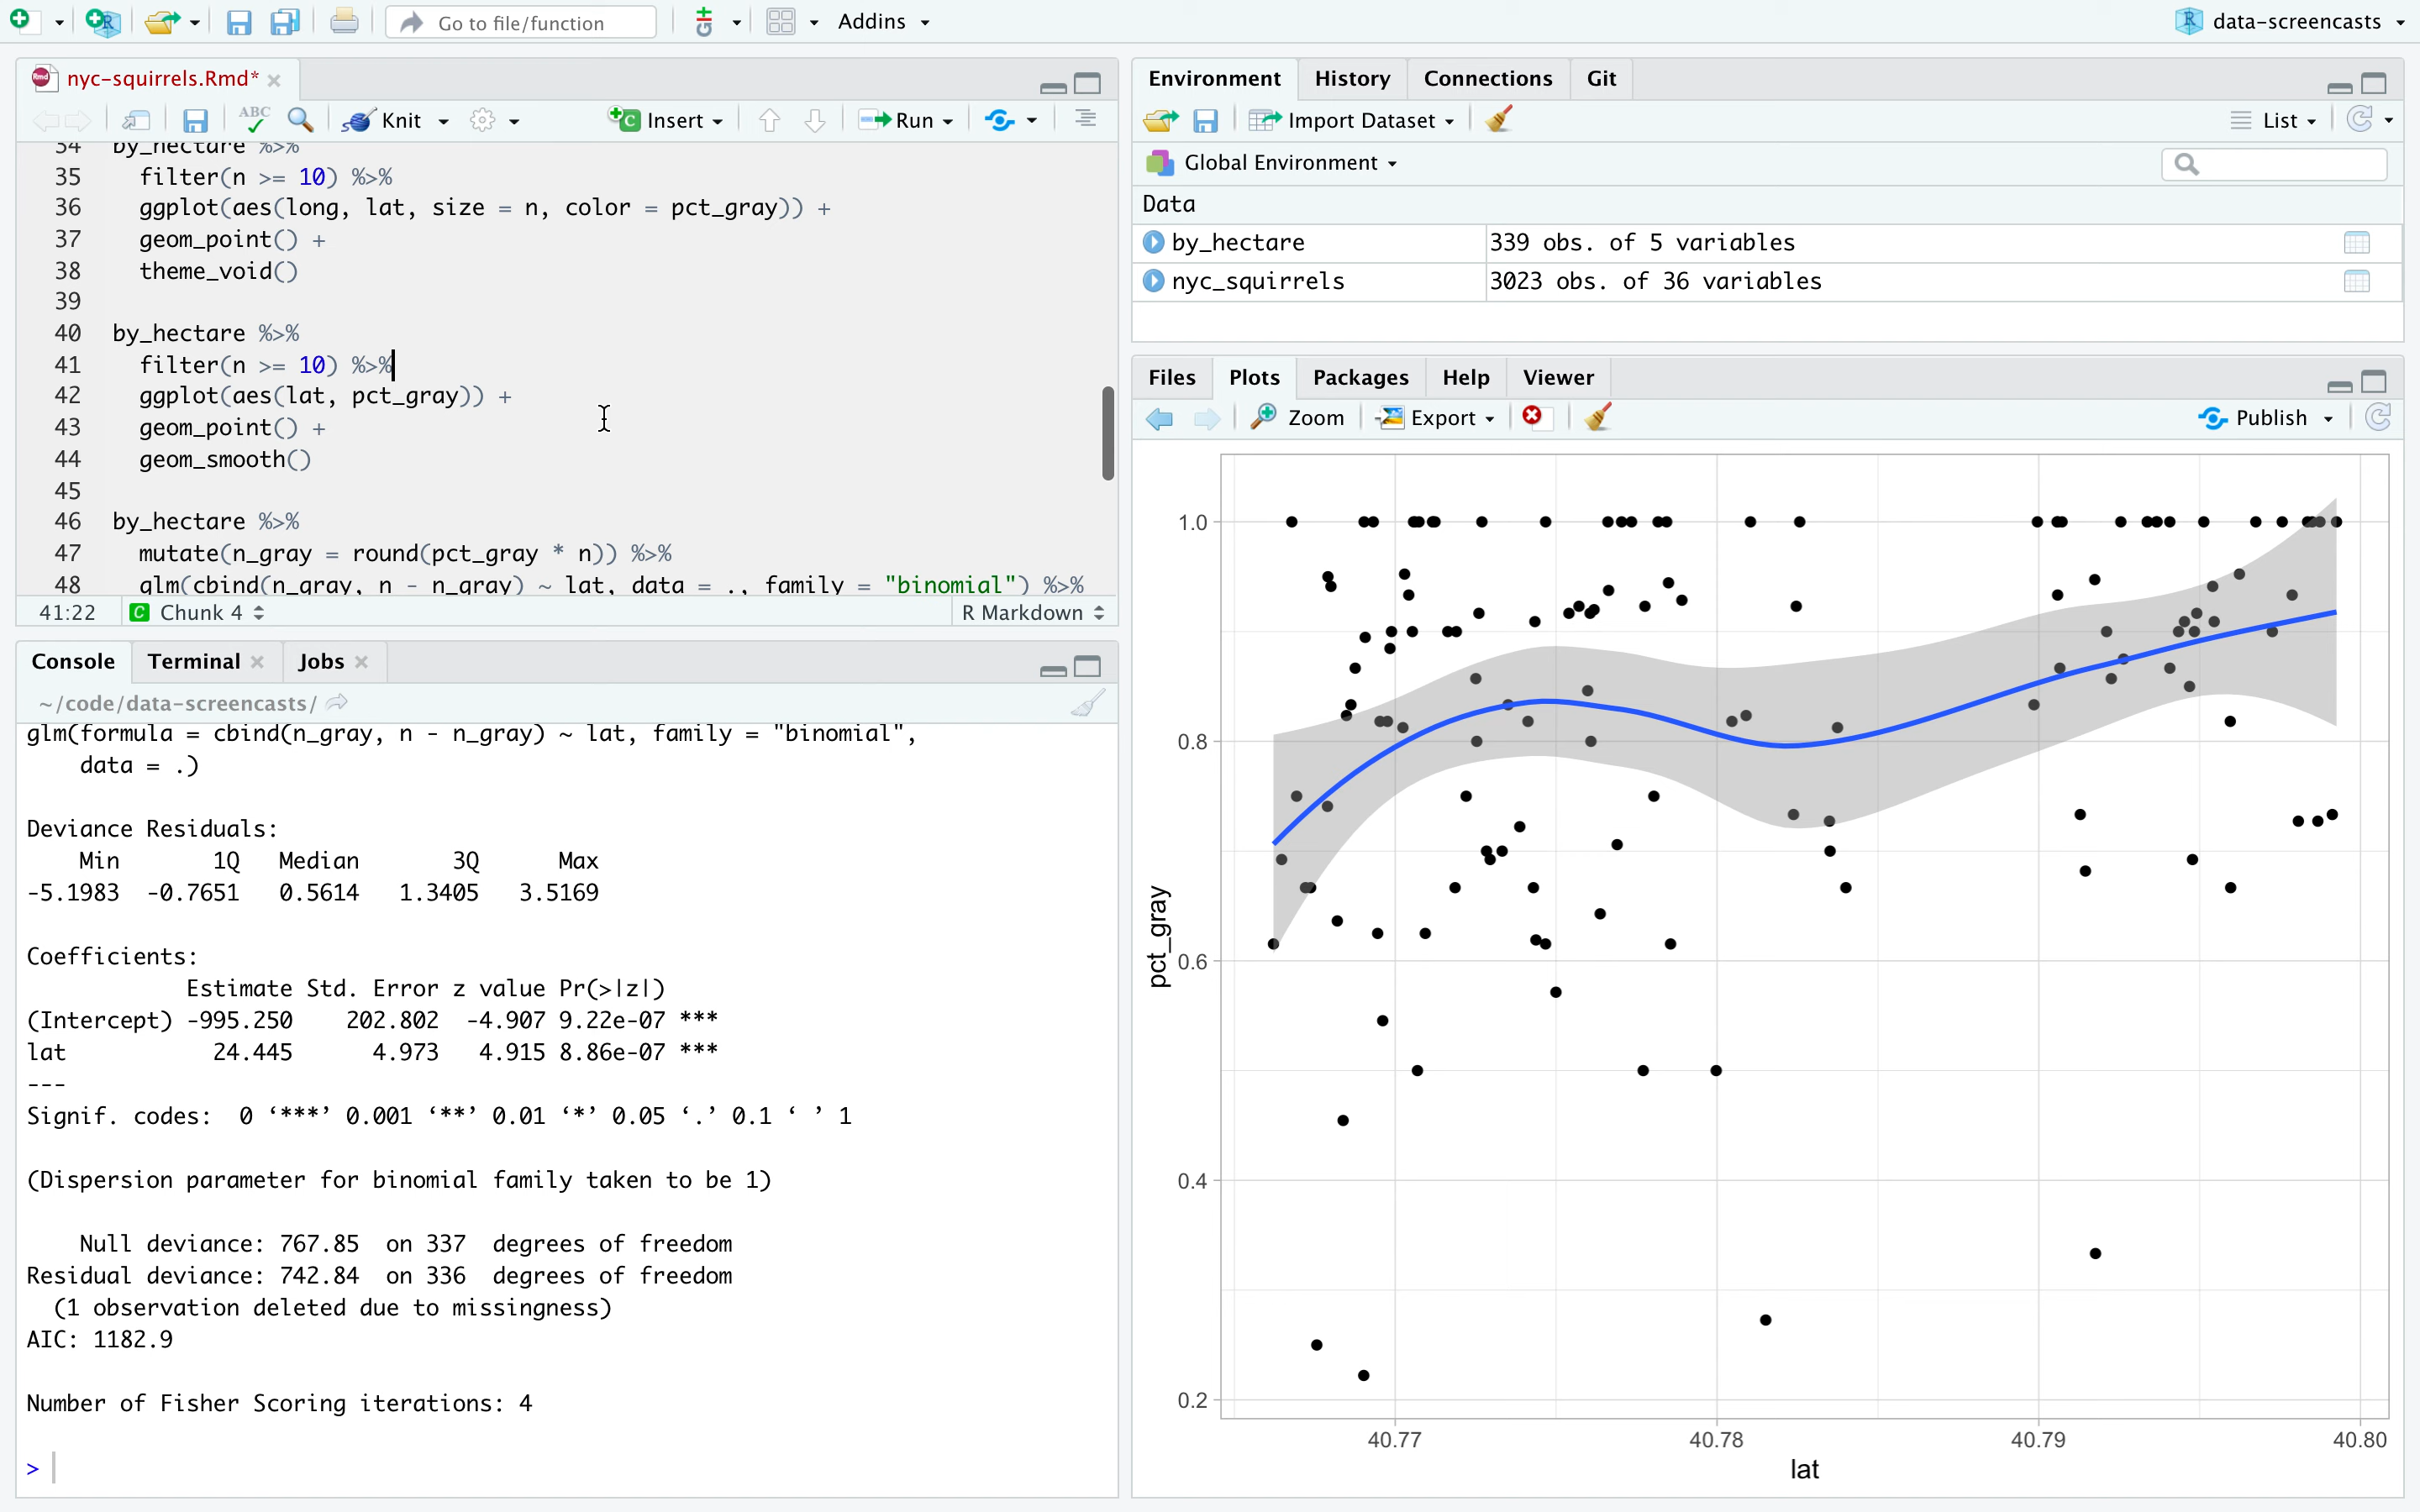 Go to file/function
Addins
data-screencasts
nyc-squirrels.Rmd*
ABC
Knit
Insert
Run
34 by_hectare %>%
35 filter(n >= 10) %>%
36 ggplot(aes(long, lat, size = n, color = pct_gray)) +
37 geom_point() +
38 theme_void()
39
40 by_hectare %>%
41 filter(n >= 10) %>%
42 ggplot(aes(lat, pct_gray)) +
43 geom_point() +
44 geom_smooth()
45
46 by_hectare %>%
47 mutate(n_gray = round(pct_gray * n)) %>%
48 glm(cbind(n_gray, n - n_gray) ~ lat, data = ., family = "binomial") %>%
41:22 C Chunk 4 R Markdown
Console Terminal Jobs
~/code/data-screencasts/
glm(formula = cbind(n_gray, n - n_gray) ~ lat, family = "binomial",
data = .)
Deviance Residuals:
Min 1Q Median 3Q Max
-5.1983 -0.7651 0.5614 1.3405 3.5169
Coefficients:
Estimate Std. Error z value Pr(>|z|)
(Intercept) -995.250 202.802 -4.907 9.22e-07 ***
lat 24.445 4.973 4.915 8.86e-07 ***
---
Signif. codes: 0 ‘***’ 0.001 ‘**’ 0.01 ‘*’ 0.05 ‘.’ 0.1 ‘ ’ 1
(Dispersion parameter for binomial family taken to be 1)
Null deviance: 767.85 on 337 degrees of freedom
Residual deviance: 742.84 on 336 degrees of freedom
(1 observation deleted due to missingness)
AIC: 1182.9
Number of Fisher Scoring iterations: 4
>
Environment History Connections Git
Import Dataset
List
Global Environment
Data
by_hectare 339 obs. of 5 variables
nyc_squirrels 3023 obs. of 36 variables
Files Plots Packages Help Viewer
Zoom Export Publish
1.0
0.8
0.6
0.4
0.2
pct_gray
40.77 40.78 40.79 40.80
lat